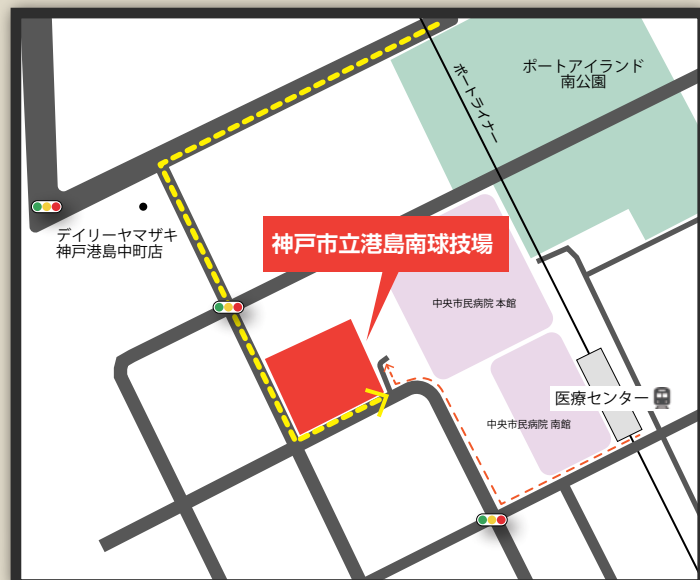 ポートアイランド
南公園
ポートライナー
デイリーヤマザキ
神戸港島中町店
神戸市立港島南球技場
中央市民病院 本館
医療センター
中央市民病院 南館